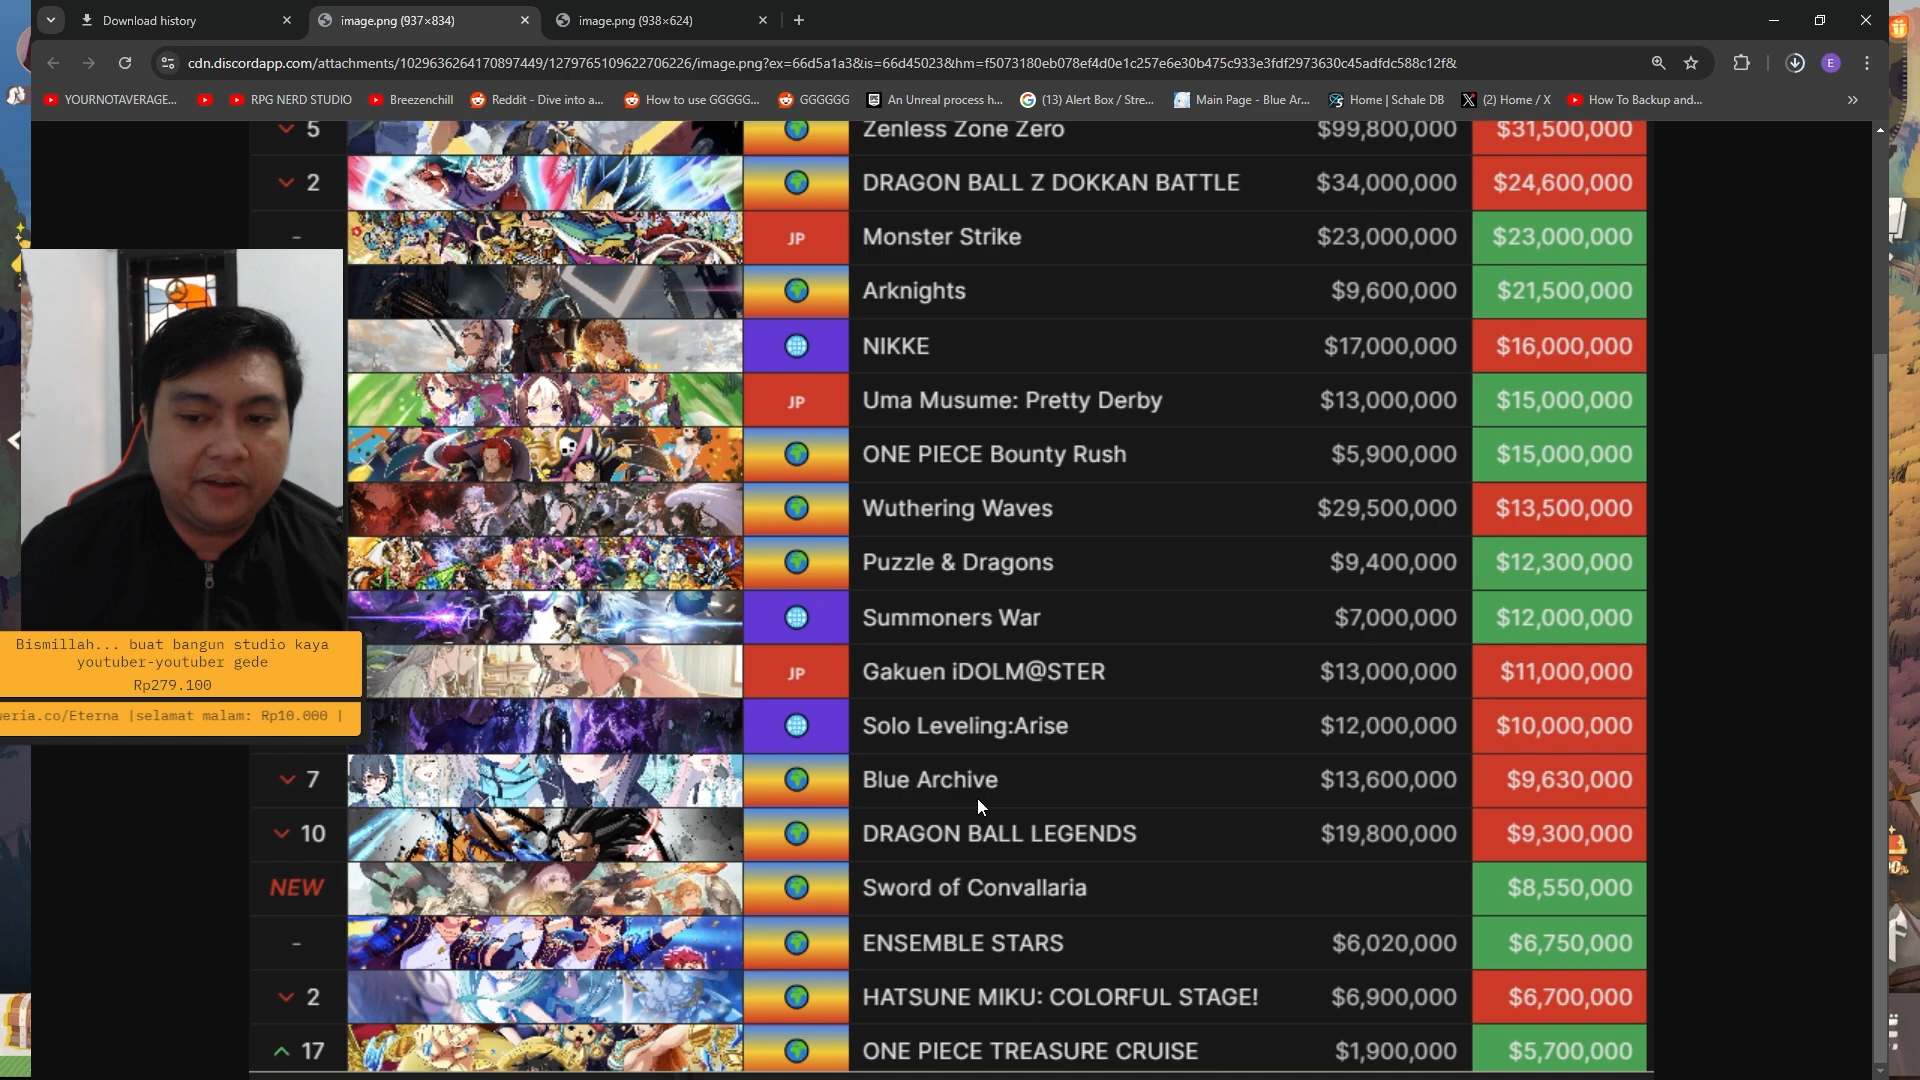 Download history
image.png (937×834)
image.png (938×624)
cdn.discordapp.com/attachments/1029636264170897449/1279765109622706226/image.png?ex=66d5a1a3&is=66d45023&hm=f5073180eb078ef4d0e1c257e6e30b475c933e3fdf2973630c45adfdc588c12f&
E
YOURNOTAVERAGE...
RPG NERD STUDIO
Breezenchill
Reddit - Dive into a...
How to use GGGGG...
GGGGGG
An Unreal process h...
(13) Alert Box / Stre...
Main Page - Blue Ar...
Home | Schale DB
(2) Home / X
How To Backup and...
5 Zenless Zone Zero $99,800,000 $31,500,000
2 DRAGON BALL Z DOKKAN BATTLE $34,000,000 $24,600,000
- JP Monster Strike $23,000,000 $23,000,000
Arknights $9,600,000 $21,500,000
NIKKE $17,000,000 $16,000,000
JP Uma Musume: Pretty Derby $13,000,000 $15,000,000
ONE PIECE Bounty Rush $5,900,000 $15,000,000
Wuthering Waves $29,500,000 $13,500,000
Puzzle & Dragons $9,400,000 $12,300,000
Summoners War $7,000,000 $12,000,000
JP Gakuen iDOLM@STER $13,000,000 $11,000,000
Solo Leveling:Arise $12,000,000 $10,000,000
7 Blue Archive $13,600,000 $9,630,000
10 DRAGON BALL LEGENDS $19,800,000 $9,300,000
NEW Sword of Convallaria $8,550,000
- ENSEMBLE STARS $6,020,000 $6,750,000
2 HATSUNE MIKU: COLORFUL STAGE! $6,900,000 $6,700,000
17 ONE PIECE TREASURE CRUISE $1,900,000 $5,700,000
Bismillah... buat bangun studio kaya
youtuber-youtuber gede
Rp279.100
weria.co/Eterna |selamat malam: Rp10.000 |